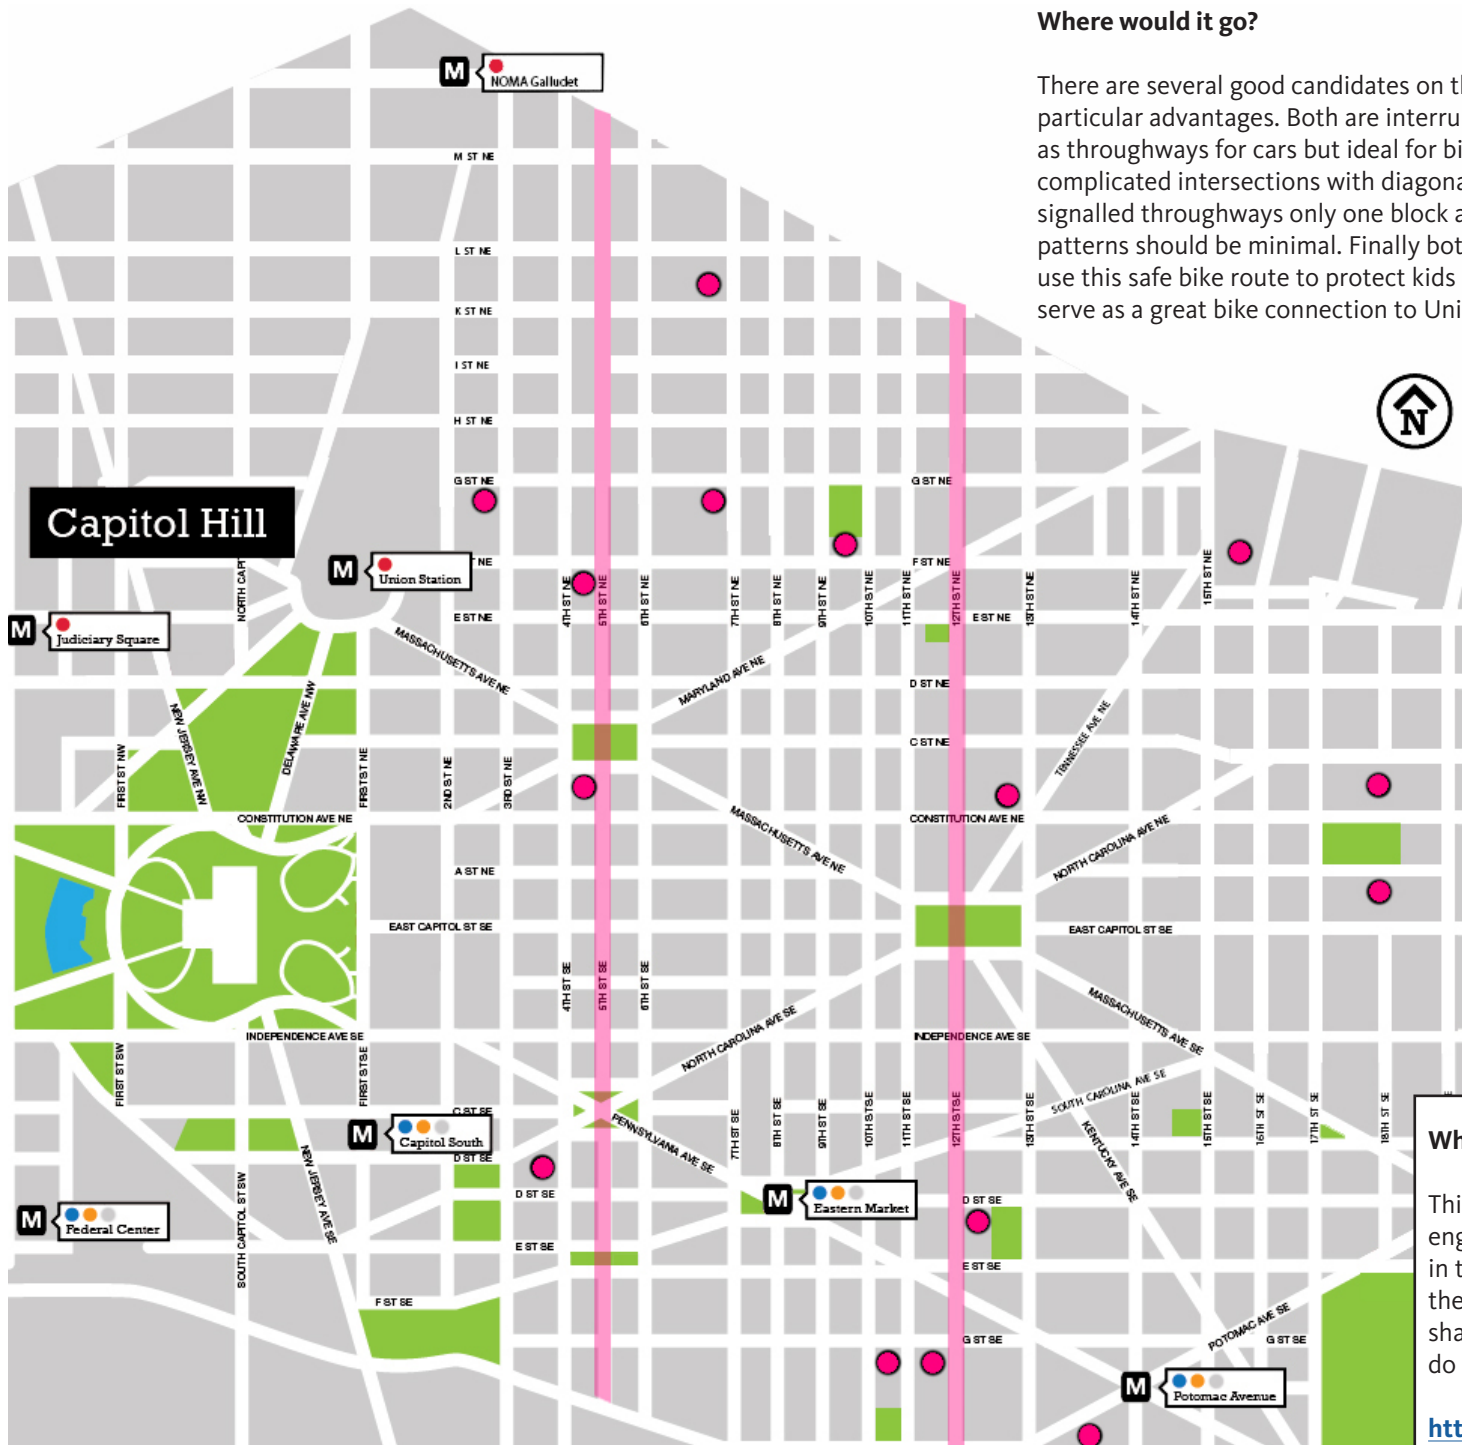 Where would it go?
There are several good candidates on th
particular advantages. Both are interru
as throughways for cars but ideal for bi
complicated intersections with diagona
signalled throughways only one block a
patterns should be minimal. Finally bot
use this safe bike route to protect kids
serve as a great bike connection to Uni
M
NOMA Galludet
M ST NE
L ST NE
K ST NE
I ST NE
H ST NE
N
G ST NE
G ST NE
Capitol Hill
NORTH CAPI
M
Union Station
NE
F ST NE
M
Judiciary Square
E ST NE
4TH ST NE
5TH ST NE
6TH ST NE
7TH ST NE
8TH ST NE
9TH ST NE
10TH ST NE
11TH ST NE
12TH ST NE
E ST NE
13TH ST NE
14TH ST NE
15TH ST NE
MASSACHUSETTS AVE NE
MARYLAND AVE NE
D ST NE
NEW JERSEY AVE NW
DELAWARE AVE NW
C ST NE
TENNESSEE AVE NE
FIRST ST NW
FIRST ST NE
2ND ST NE
3RD ST NE
CONSTITUTION AVE NE
MASSACHUSETTS AVE NE
CONSTITUTION AVE NE
NORTH CAROLINA AVE NE
A ST NE
EAST CAPITOL ST SE
EAST CAPITOL ST SE
4TH ST SE
5TH ST SE
6TH ST SE
NORTH CAROLINA AVE SE
MASSACHUSETTS AVE SE
INDEPENDENCE AVE SE
INDEPENDENCE AVE SE
FIRST ST SW
FIRST ST SE
SOUTH CAROLINA AVE SE
C ST SE
M
Capitol South
D ST SE
PENNSYLVANIA AVE SE
7TH ST SE
8TH ST SE
9TH ST SE
10TH ST SE
11TH ST SE
12TH ST SE
13TH ST SE
KENTUCKY AVE SE
14TH ST SE
15TH ST SE
16TH ST SE
17TH ST SE
18TH ST SE
NEW JERSEY AVE SE
SOUTH CAPITOL ST SW
M
Federal Center
D ST SE
M
Eastern Market
D ST SE
E ST SE
E ST SE
F ST SE
G ST SE
POTOMAC AVE SE
G ST SE
M
Potomac Avenue
Wh
Thi
eng
in t
the
sha
do
htt